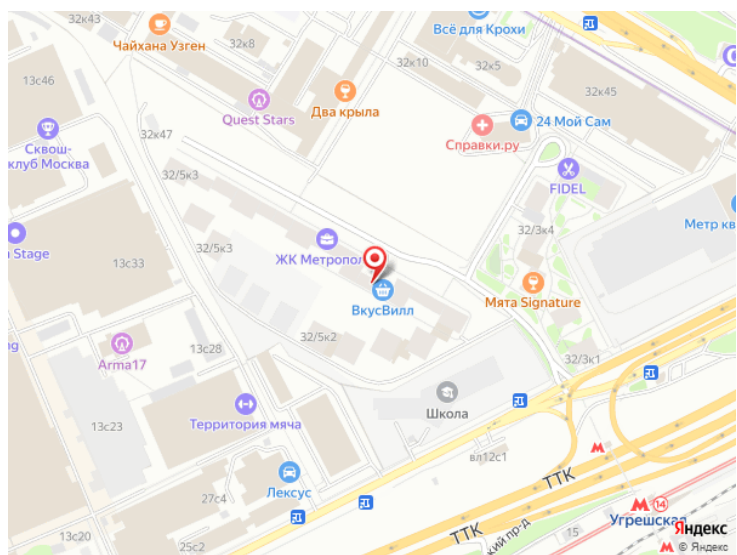 32к43
Чайхана Узген
32к8
Всё для Крохи
32к10
32к5
13с46
32к45
Quest Stars
Два крыла
24 Мой Сам
Справки.ру
32к47
Сквош-
клуб Москва
32/5к3
FIDEL
32/3к4
Метр кв
32/5к3
Stage
ЖК Метропол
13с33
Мята Signature
ВкусВилл
32/5к2
13с28
32/3к1
Arma17
Школа
13с23
Территория мяча
вл12с1
Лексус
27с4
ТТК
14
Угрешская
13с20
25с2
ТТК
кий пр-д
15
Яндекс
© Яндекс